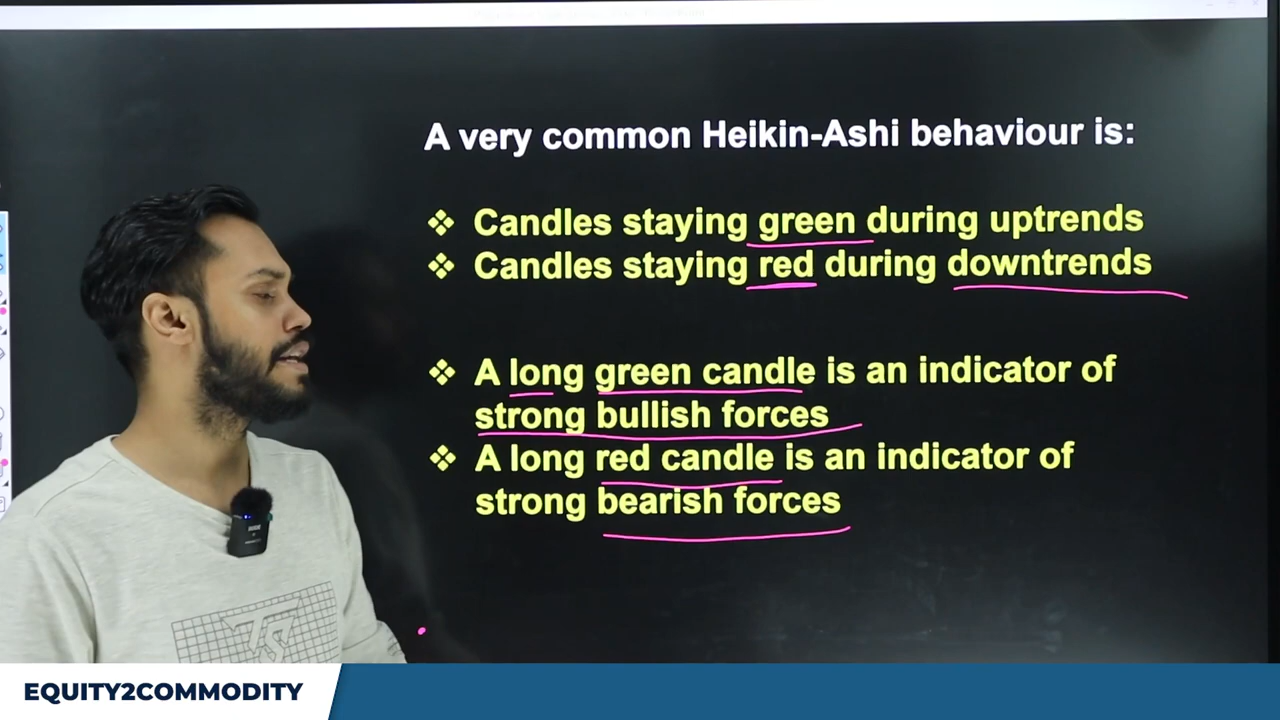 A very common Heikin-Ashi behaviour is:
❖ Candles staying green during uptrends
❖ Candles staying red during downtrends
❖ A long green candle is an indicator of
strong bullish forces
❖ A long red candle is an indicator of
strong bearish forces
TS
EQUITY2COMMODITY